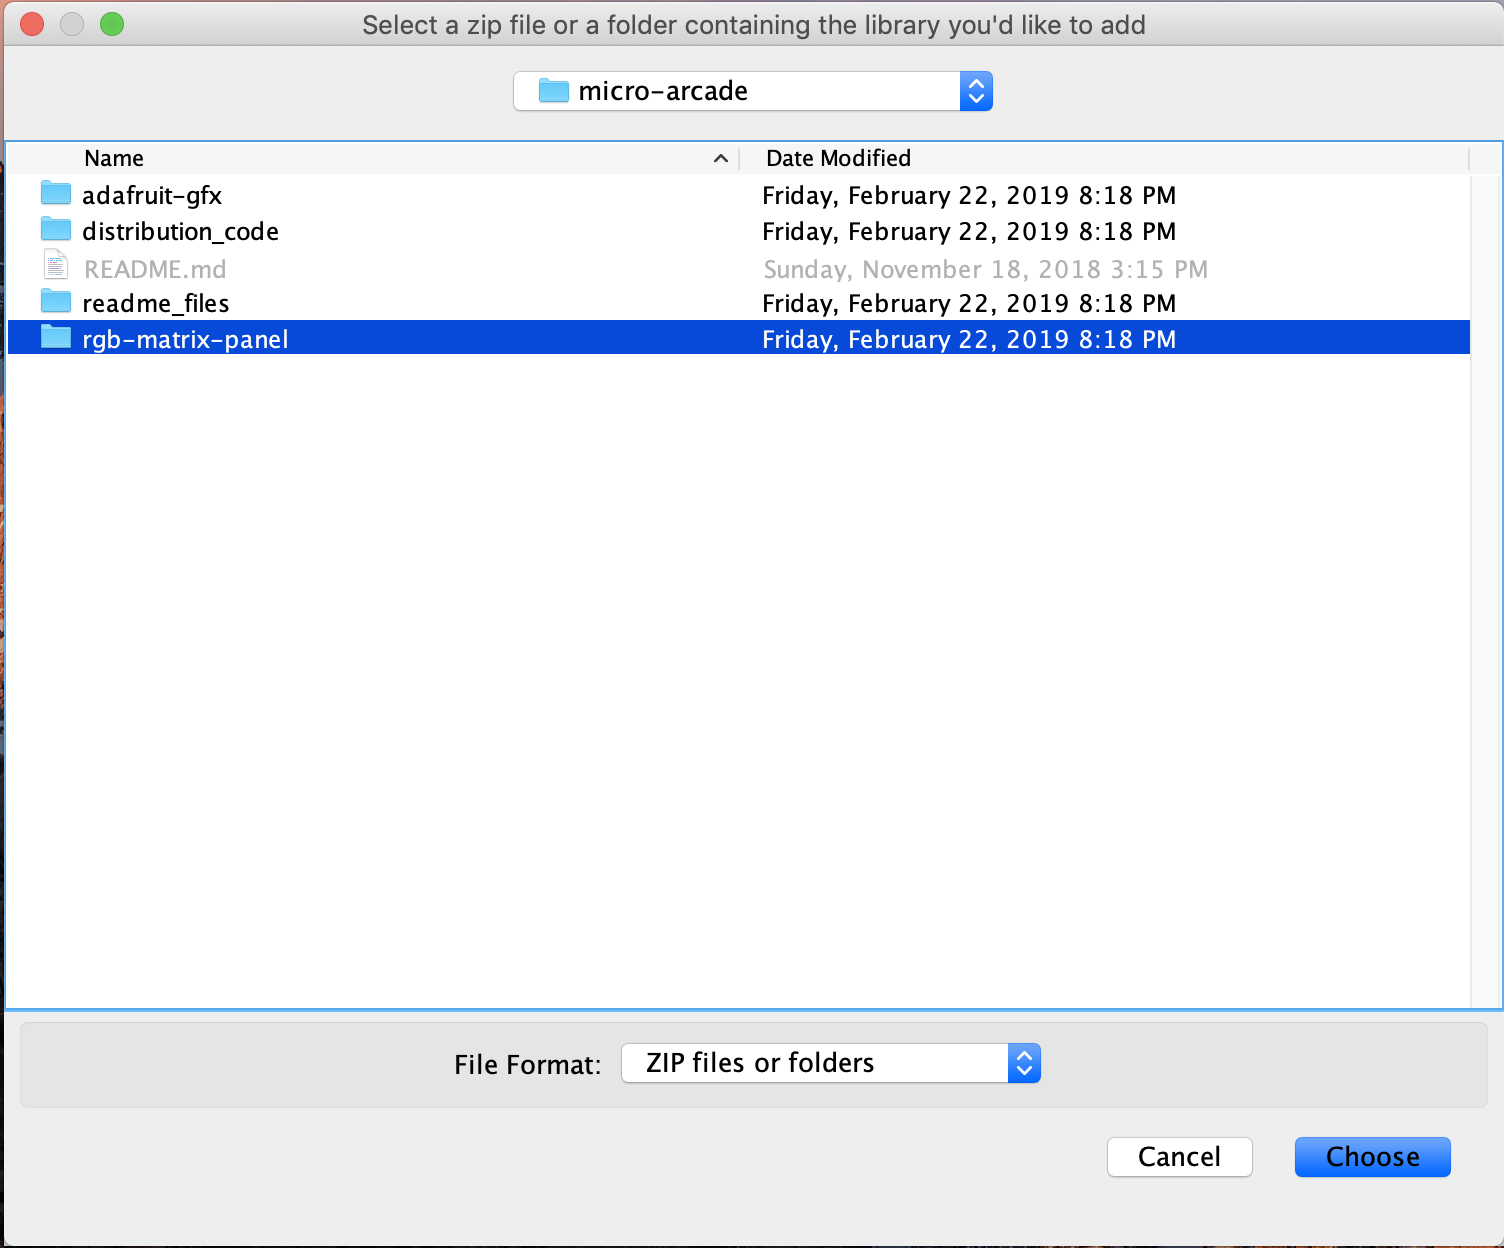 Select a zip file or a folder containing the library you'd like to add
micro-arcade
Name Date Modified
adafruit-gfx Friday, February 22, 2019 8:18 PM
distribution_code Friday, February 22, 2019 8:18 PM
README.md Sunday, November 18, 2018 3:15 PM
readme_files Friday, February 22, 2019 8:18 PM
rgb-matrix-panel Friday, February 22, 2019 8:18 PM
File Format: ZIP files or folders
Cancel Choose